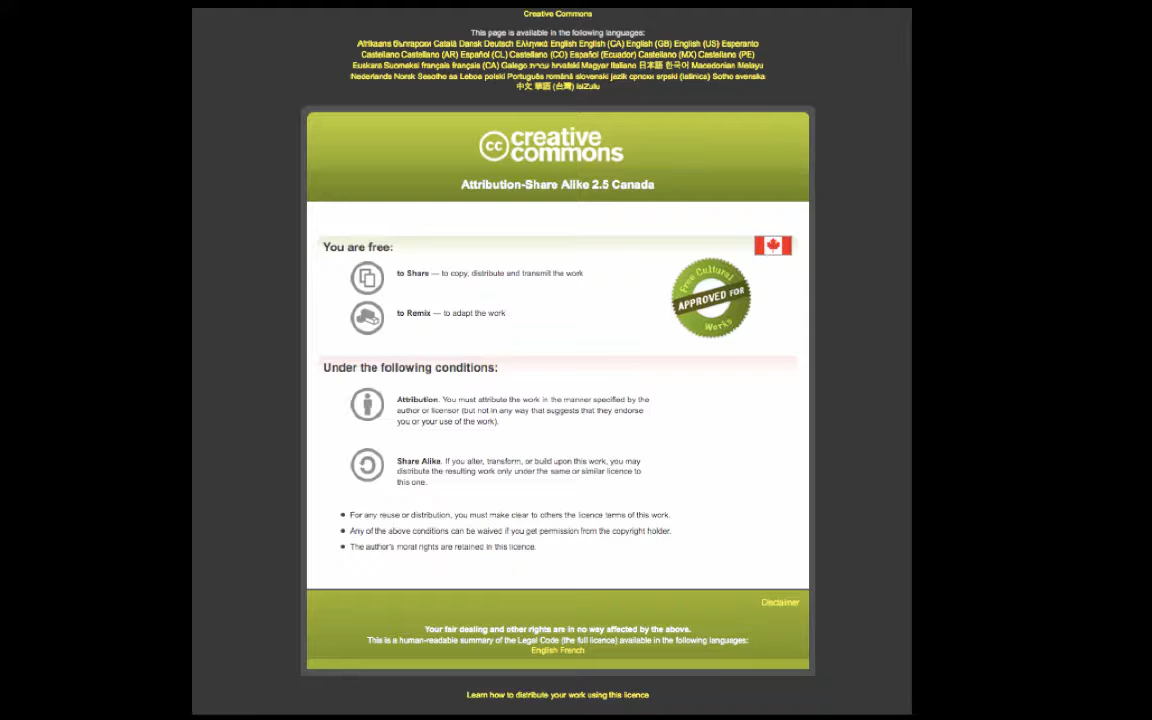 Creative Commons
This page is available in the following languages:
Afrikaans български Català Dansk Deutsch Ελληνικά English English (CA) English (GB) English (US) Esperanto
Castellano Castellano (AR) Español (CL) Castellano (CO) Español (Ecuador) Castellano (MX) Castellano (PE)
Euskara Suomeksi français français (CA) Galego עברית hrvatski Magyar Italiano 日本語 한국어 Macedonian Melayu
Nederlands Norsk Sesotho sa Leboa polski Português română slovenski jezik српски srpski (latinica) Sotho svenska
中文 華語 (台灣) isiZulu
cc creative
commons
Attribution-Share Alike 2.5 Canada
You are free:
to Share — to copy, distribute and transmit the work
to Remix — to adapt the work
Free Cultural
APPROVED FOR
Works
Under the following conditions:
Attribution. You must attribute the work in the manner specified by the
author or licensor (but not in any way that suggests that they endorse
you or your use of the work).
Share Alike. If you alter, transform, or build upon this work, you may
distribute the resulting work only under the same or similar licence to
this one.
For any reuse or distribution, you must make clear to others the licence terms of this work.
Any of the above conditions can be waived if you get permission from the copyright holder.
The author's moral rights are retained in this licence.
Disclaimer
Your fair dealing and other rights are in no way affected by the above.
This is a human-readable summary of the Legal Code (the full licence) available in the following languages:
English French
Learn how to distribute your work using this licence